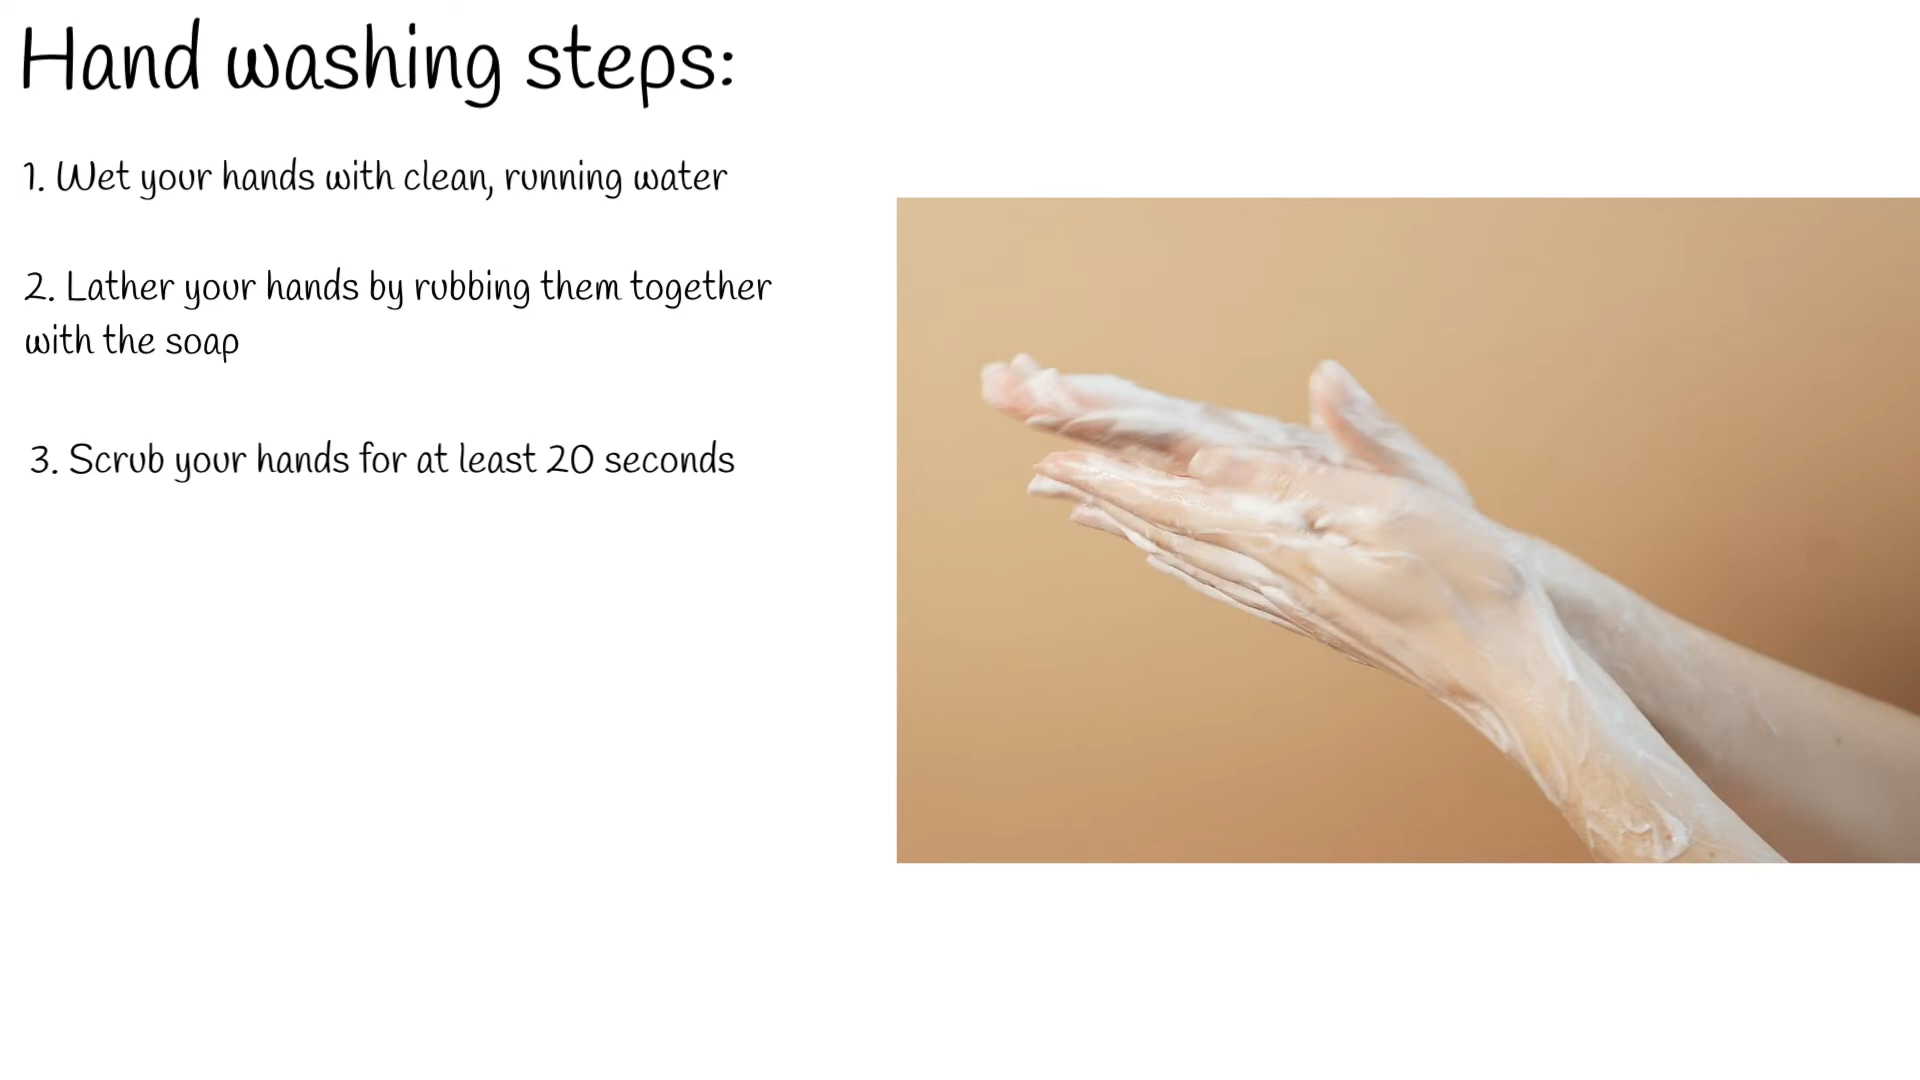 Hand washing steps:
1. Wet your hands with clean, running water
2. Lather your hands by rubbing them together
with the soap
3. Scrub your hands for at least 20 seconds